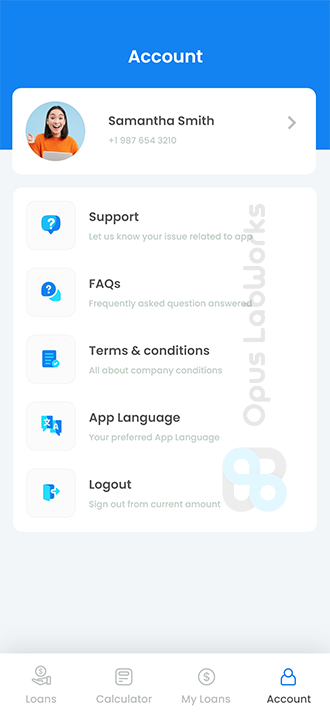 Account
Samantha Smith
+1 987 654 3210
Support
Let us know your issue related to app
FAQs
Frequently asked question answered
Terms & conditions
All about company conditions
App Language
Your preferred App Language
Logout
Sign out from current amount
Opus LabWorks
Loans
Calculator
My Loans
Account